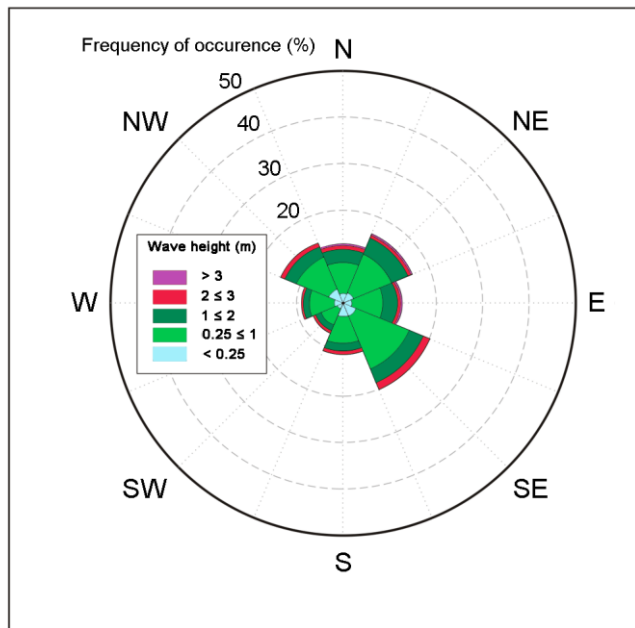 Frequency of occurence (%)
N
50
NW
NE
40
30
20
Wave height (m)
> 3
2 ≤ 3
1 ≤ 2
0.25 ≤ 1
< 0.25
W
E
SW
SE
S